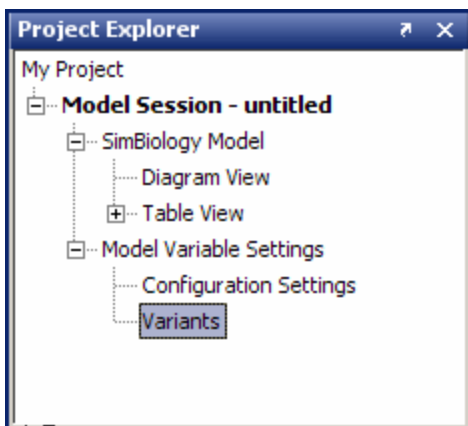 Project Explorer
My Project
Model Session - untitled
SimBiology Model
Diagram View
Table View
Model Variable Settings
Configuration Settings
Variants